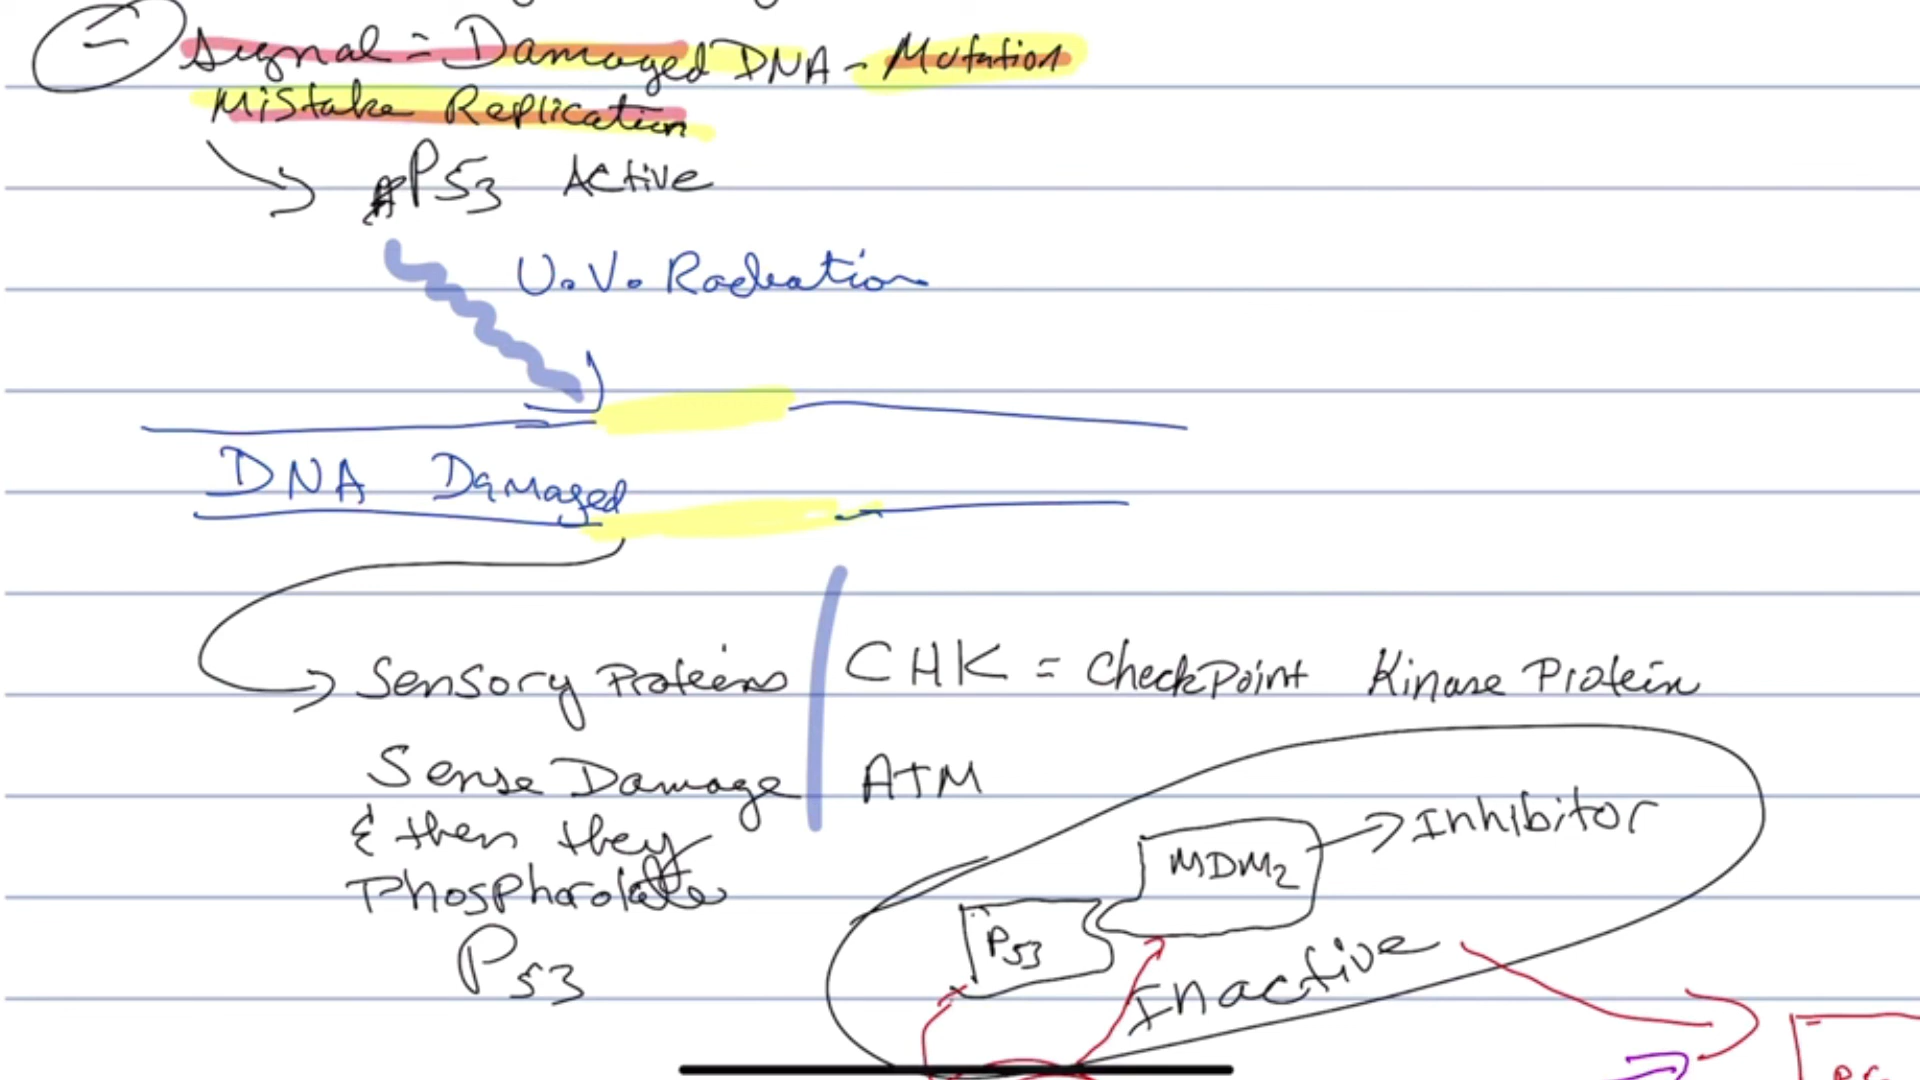 Signal = Damaged DNA - Mutation
Mistake Replication
P53 Active
U.V. Radiation
DNA Damaged
Sensory Proteins
CHK = Checkpoint Kinase Protein
Sense Damage
ATM
& then they
Phosphorolate
P53
MDM2
Inhibitor
P53
Inactive